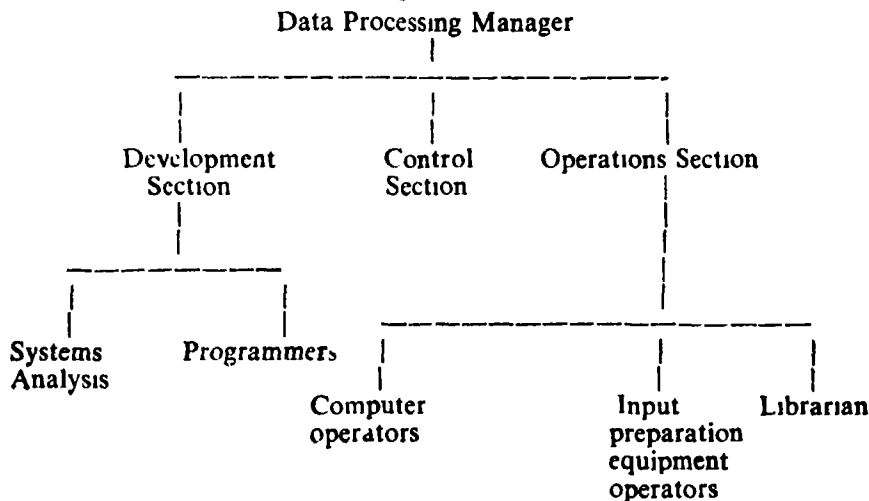 Data Processing Manager
Development Control Operations Section
Section Section
Systems Programmers
Analysis
Computer Input Librarian
operators preparation
equipment
operators